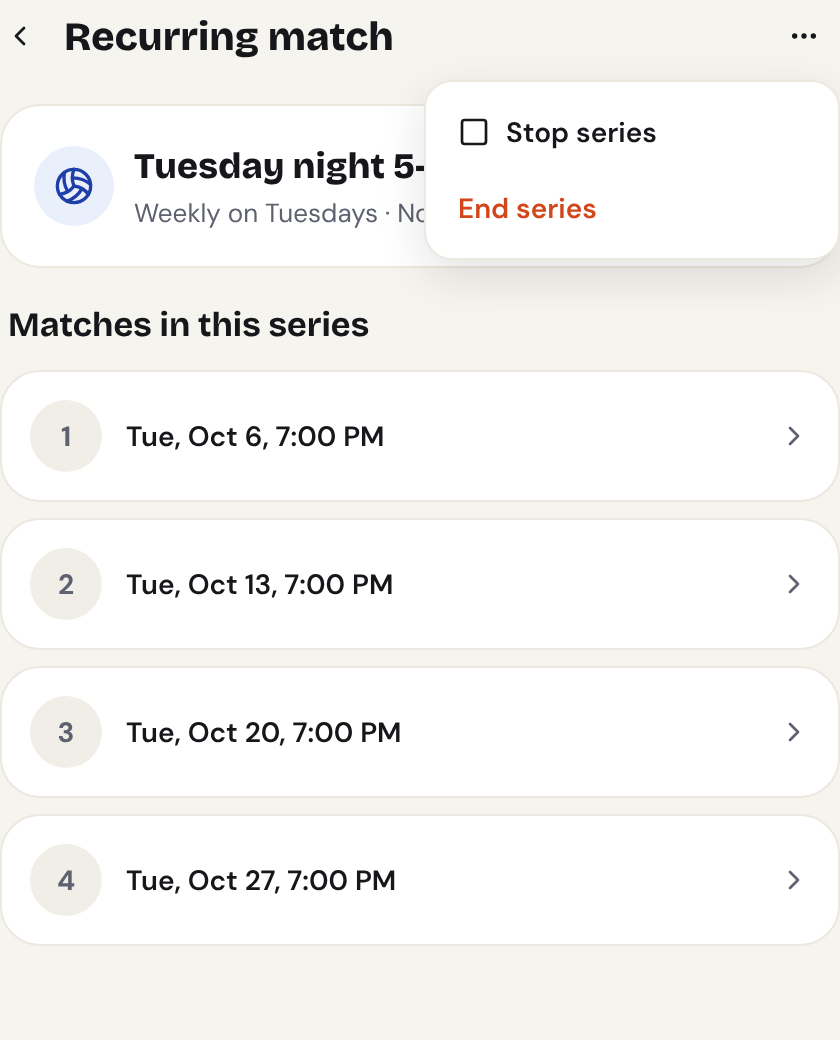 Recurring match
Stop series
End series
Tuesday night 5-
Weekly on Tuesdays ·
Matches in this series
1
Tue, Oct 6, 7:00 PM
2
Tue, Oct 13, 7:00 PM
3
Tue, Oct 20, 7:00 PM
4
Tue, Oct 27, 7:00 PM